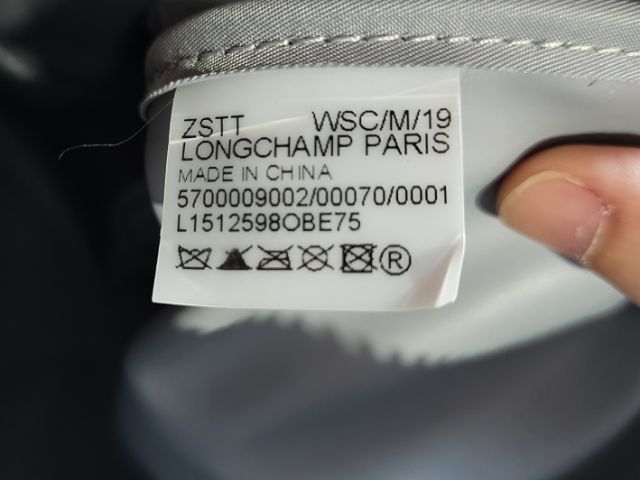 ZSTT WSC/M/19
LONGCHAMP PARIS
MADE IN CHINA
5700009002/00070/0001
L1512598OBE75
®